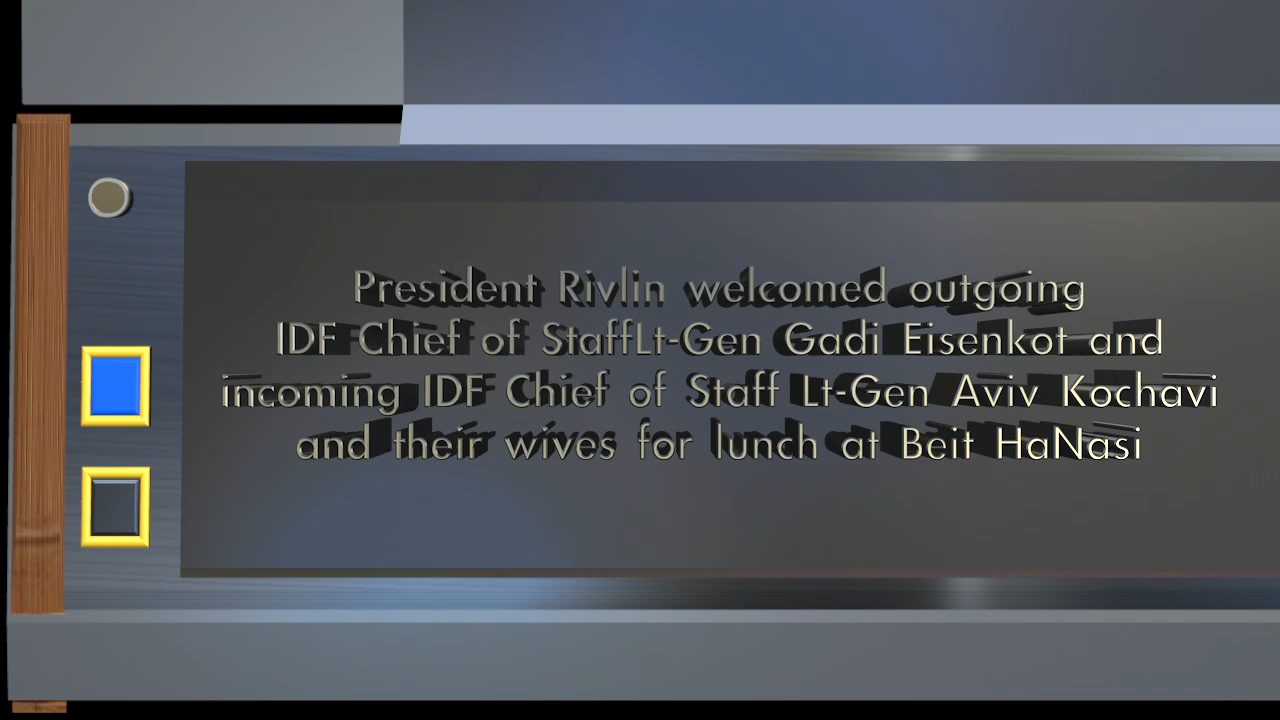 President Rivlin welcomed outgoing
IDF Chief of StaffLt-Gen Gadi Eisenkot and
incoming IDF Chief of Staff Lt-Gen Aviv Kochavi
and their wives for lunch at Beit HaNasi